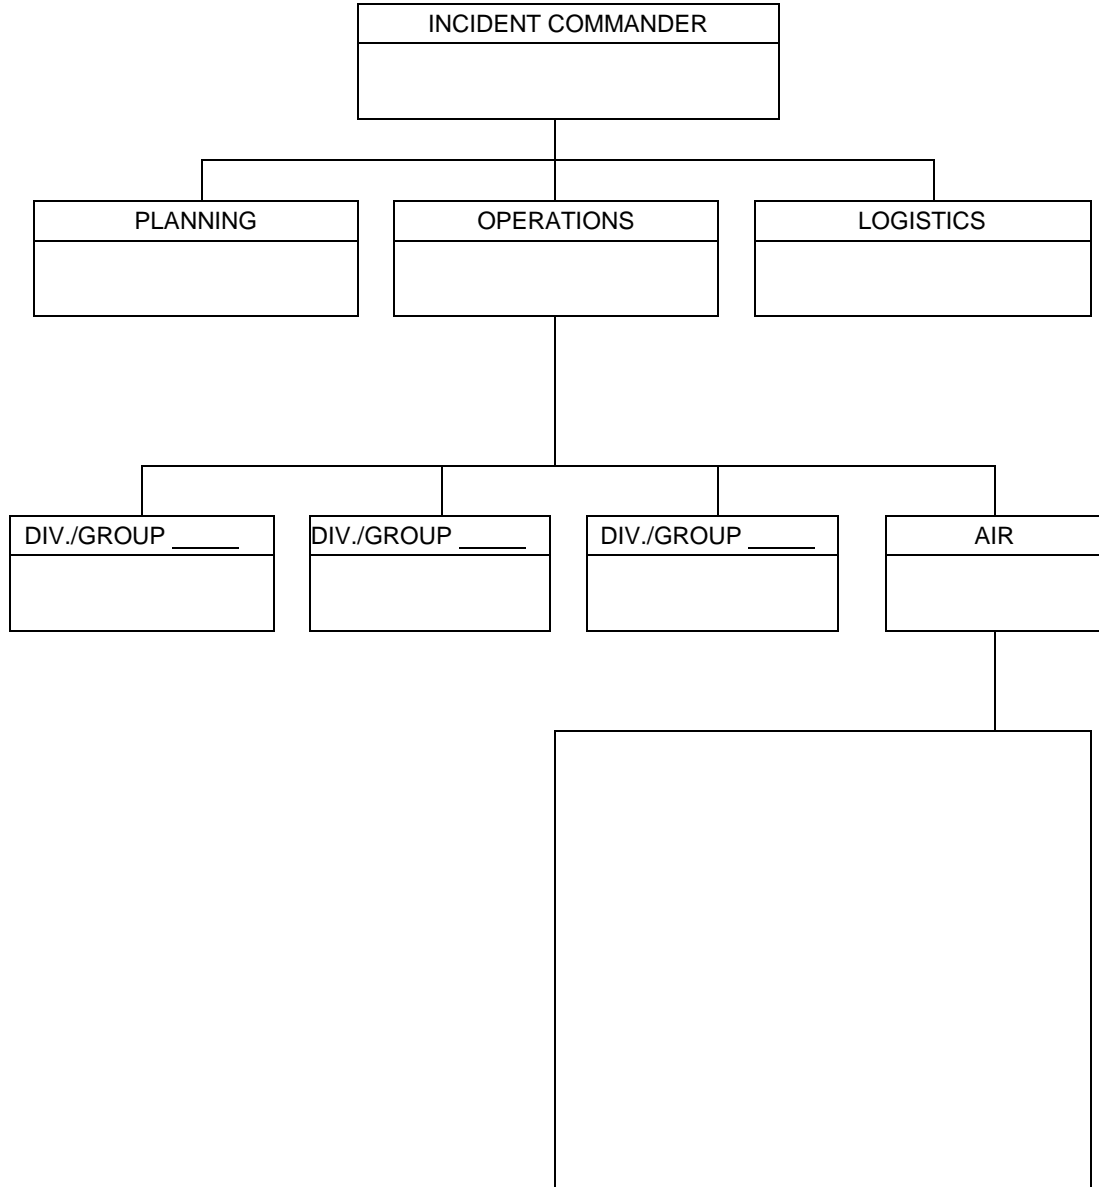 INCIDENT COMMANDER
PLANNING
OPERATIONS
LOGISTICS
DIV./GROUP _____
DIV./GROUP _____
DIV./GROUP _____
AIR